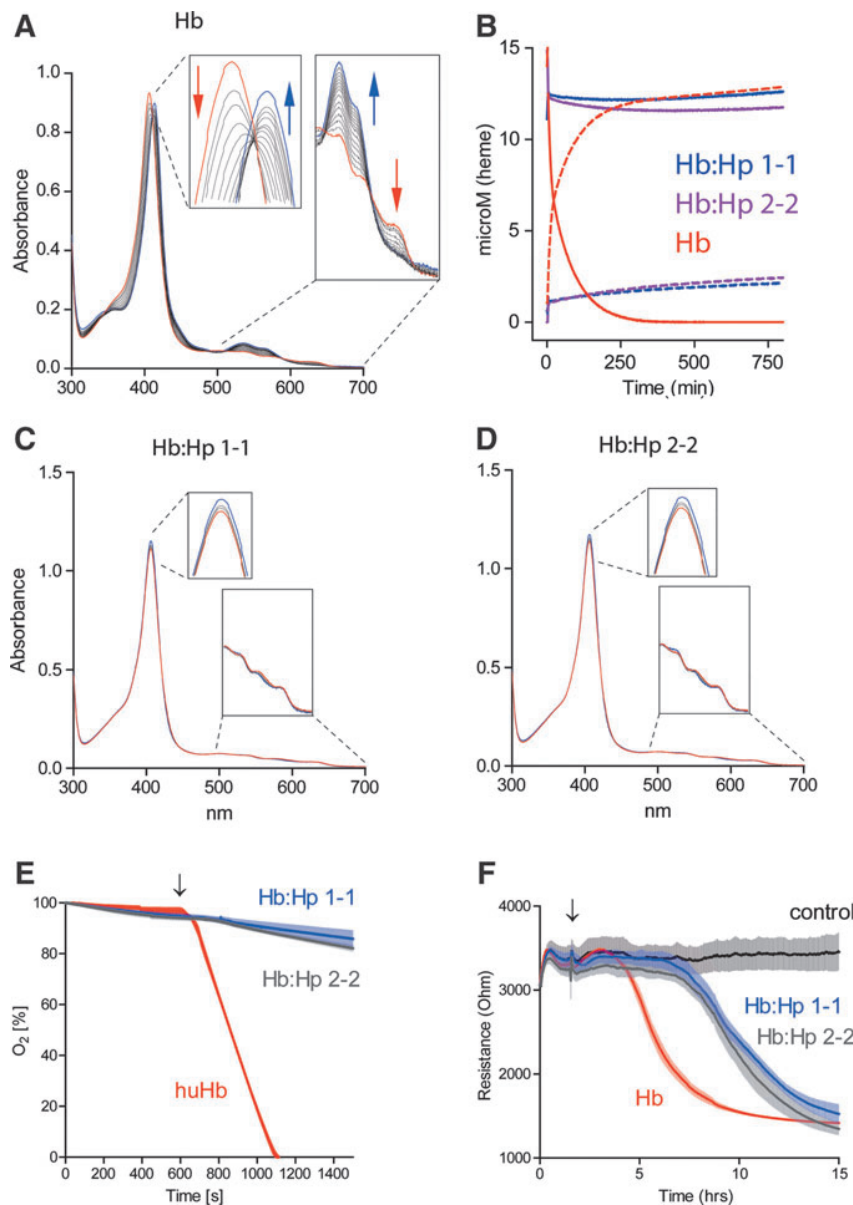 A
Hb
1.0
0.8
0.6
0.4
0.2
0.0
Absorbance
300
400
500
600
700
B
15
10
5
0
microM (heme)
Hb:Hp 1-1
Hb:Hp 2-2
Hb
0
250
500
750
Time (min)
C
Hb:Hp 1-1
1.5
1.0
0.5
0.0
Absorbance
300
400
500
600
700
nm
D
Hb:Hp 2-2
1.5
1.0
0.5
0.0
300
400
500
600
700
nm
E
100
80
60
40
20
0
O2 [%]
Hb:Hp 1-1
Hb:Hp 2-2
huHb
0
200
400
600
800
1000
1200
1400
Time [s]
F
4000
3000
2000
1000
Resistance (Ohm)
control
Hb:Hp 1-1
Hb:Hp 2-2
Hb
0
5
10
15
Time (hrs)